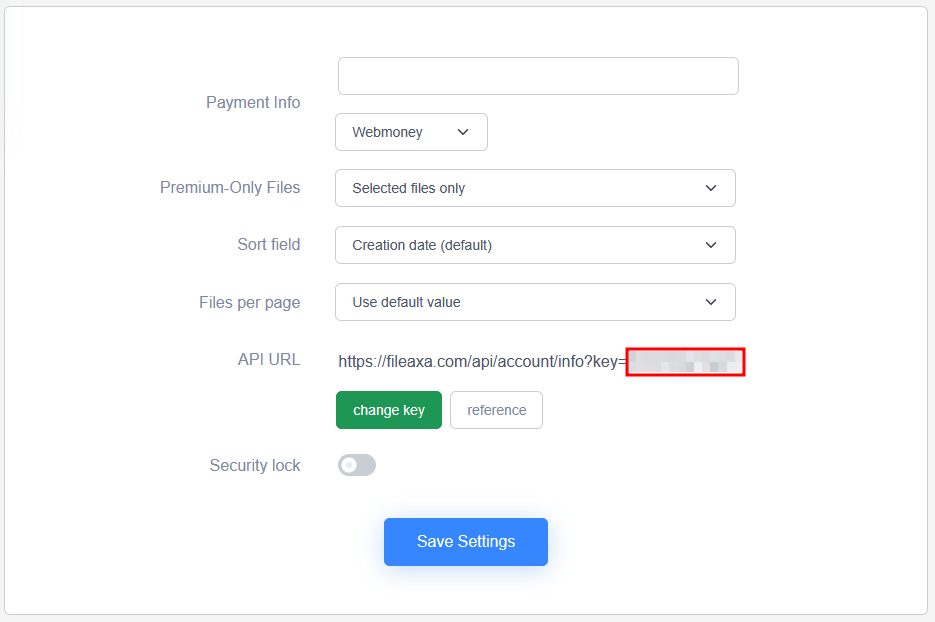 Payment Info
Webmoney
Premium-Only Files
Selected files only
Sort field
Creation date (default)
Files per page
Use default value
API URL
https://fileaxa.com/api/account/info?key=
change key
reference
Security lock
Save Settings